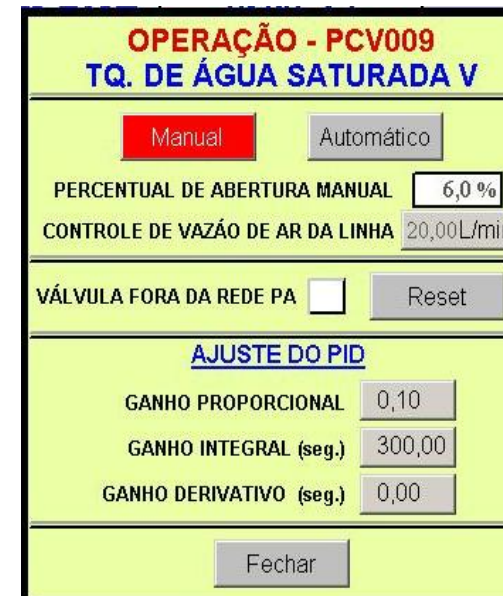 OPERAÇÃO - PCV009
TQ. DE ÁGUA SATURADA V
Manual Automático
PERCENTUAL DE ABERTURA MANUAL 6,0 %
CONTROLE DE VAZÁO DE AR DA LINHA 20,00L/mi
VÁLVULA FORA DA REDE PA Reset
AJUSTE DO PID
GANHO PROPORCIONAL 0,10
GANHO INTEGRAL (seg.) 300,00
GANHO DERIVATIVO (seg.) 0,00
Fechar